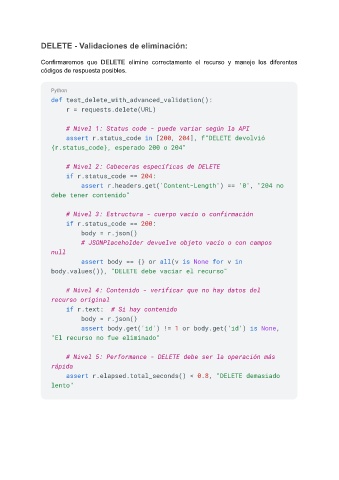 DELETE - Validaciones de eliminación:
Confirmaremos que DELETE elimine correctamente el recurso y maneje los diferentes
códigos de respuesta posibles.
Python
def test_delete_with_advanced_validation():
    r = requests.delete(URL)
    # Nivel 1: Status code - puede variar según la API
    assert r.status_code in [200, 204], f"DELETE devolvió
{r.status_code}, esperado 200 o 204"
    # Nivel 2: Cabeceras específicas de DELETE
    if r.status_code == 204:
        assert r.headers.get('Content-Length') == '0', "204 no
debe tener contenido"
    # Nivel 3: Estructura - cuerpo vacío o confirmación
    if r.status_code == 200:
        body = r.json()
        # JSONPlaceholder devuelve objeto vacío o con campos
null
        assert body == {} or all(v is None for v in
body.values()), "DELETE debe vaciar el recurso"
    # Nivel 4: Contenido - verificar que no hay datos del
recurso original
    if r.text:  # Si hay contenido
        body = r.json()
        assert body.get('id') != 1 or body.get('id') is None,
"El recurso no fue eliminado"
    # Nivel 5: Performance - DELETE debe ser la operación más
rápida
    assert r.elapsed.total_seconds() < 0.8, "DELETE demasiado
lento"